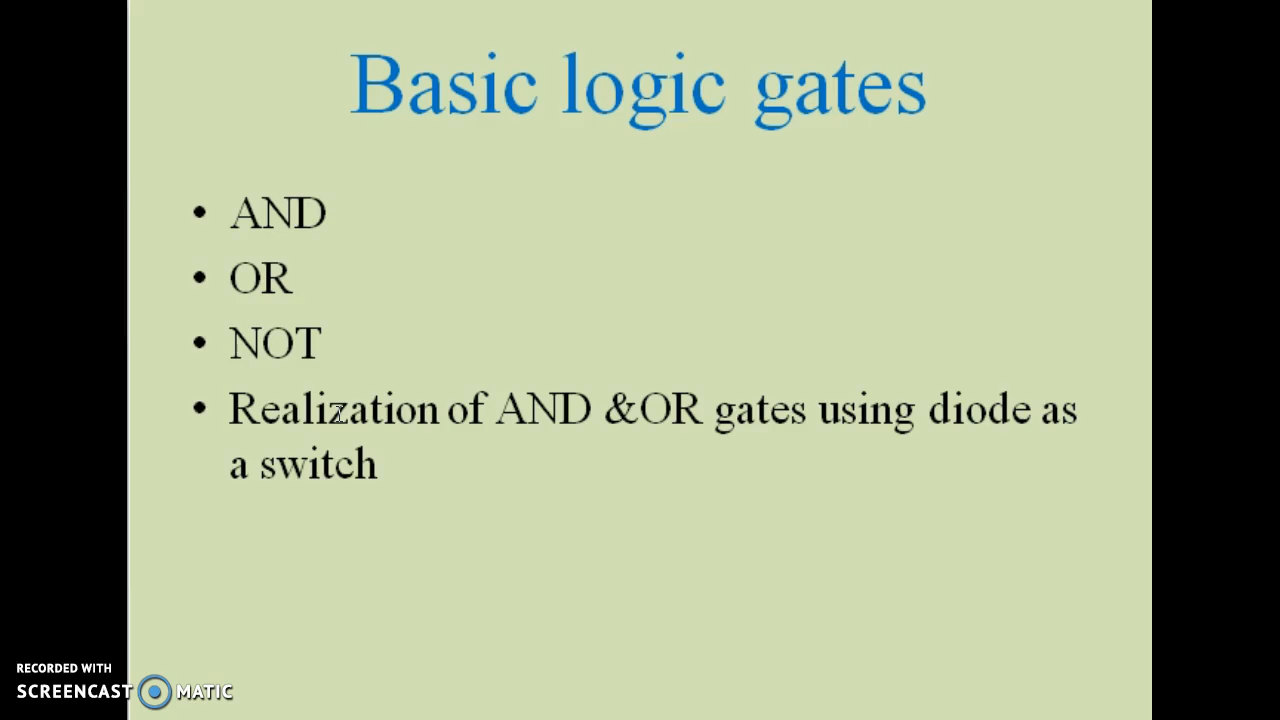 Basic logic gates
• AND
• OR
• NOT
• Realization of AND &OR gates using diode as
a switch
RECORDED WITH
SCREENCAST MATIC